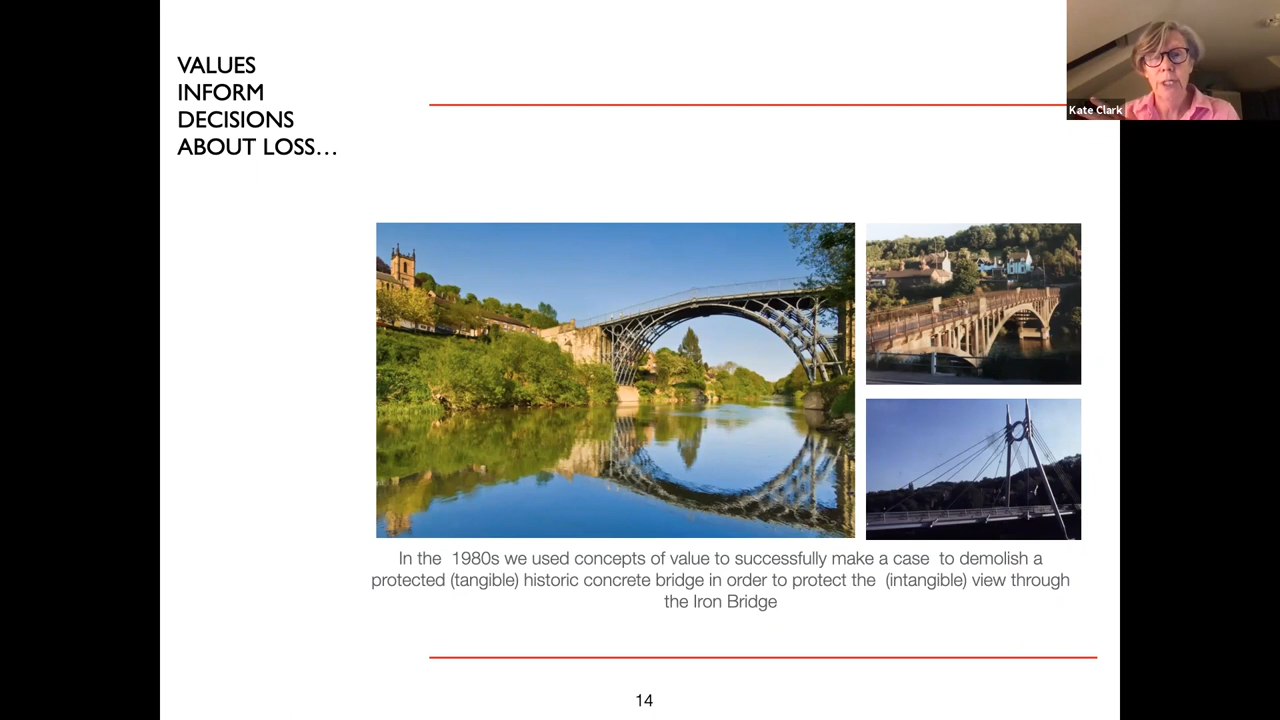 VALUES
INFORM
DECISIONS
ABOUT LOSS…
Kate Clark
In the  1980s we used concepts of value to successfully make a case  to demolish a
protected (tangible) historic concrete bridge in order to protect the  (intangible) view through
the Iron Bridge
14